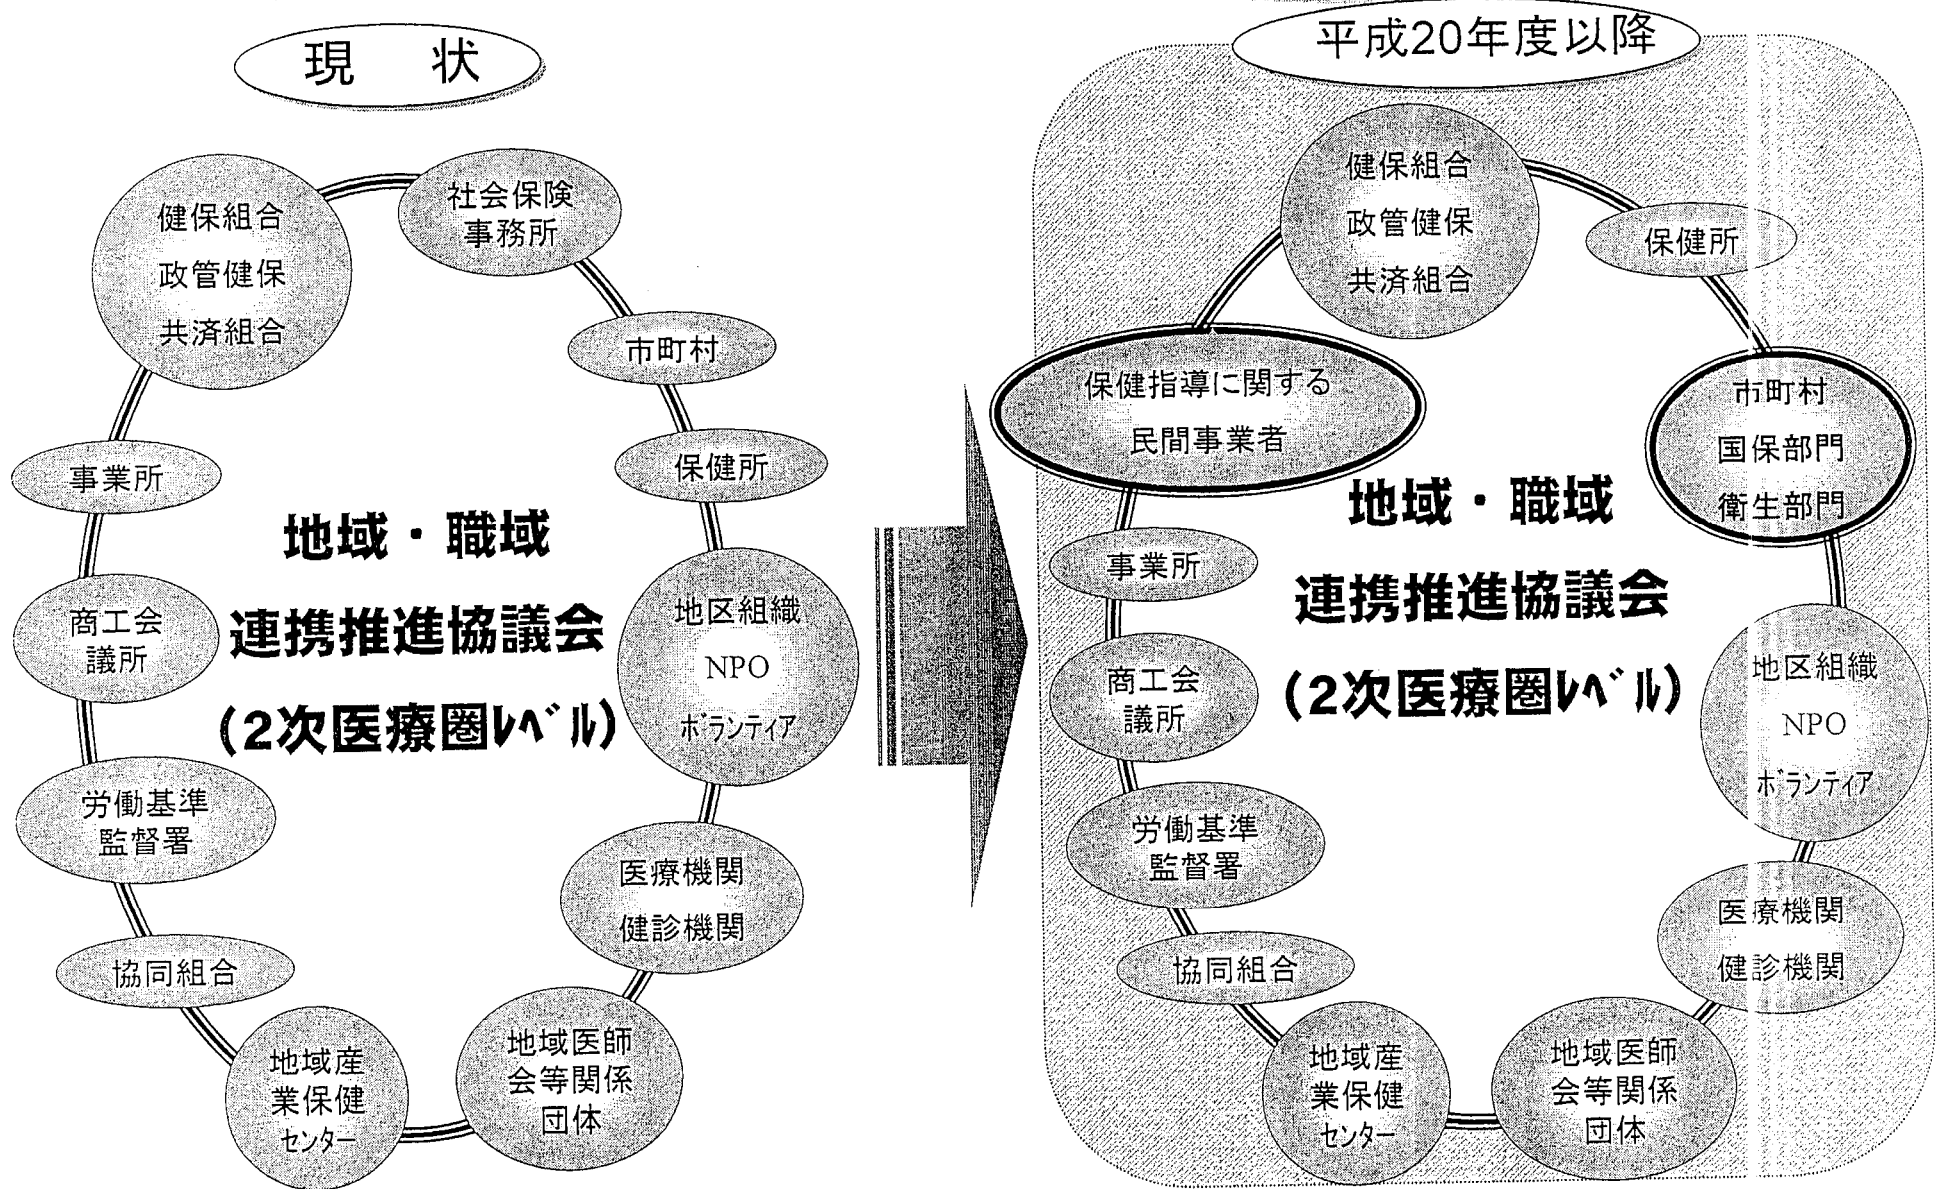 現 状
健保組合
政管健保
共済組合
社会保険
事務所
市町村
保健所
地区組織
NPO
ボランティア
医療機関
健診機関
地域医師
会等関係
団体
地域産
業保健
センター
協同組合
労働基準
監督署
商工会
議所
事業所
地域・職域
連携推進協議会
(2次医療圏レベル)
平成20年度以降
健保組合
政管健保
共済組合
保健所
市町村
国保部門
衛生部門
地区組織
NPO
ボランティア
医療機関
健診機関
地域医師
会等関係
団体
地域産
業保健
センター
協同組合
労働基準
監督署
商工会
議所
事業所
保健指導に関する
民間事業者
地域・職域
連携推進協議会
(2次医療圏レベル)